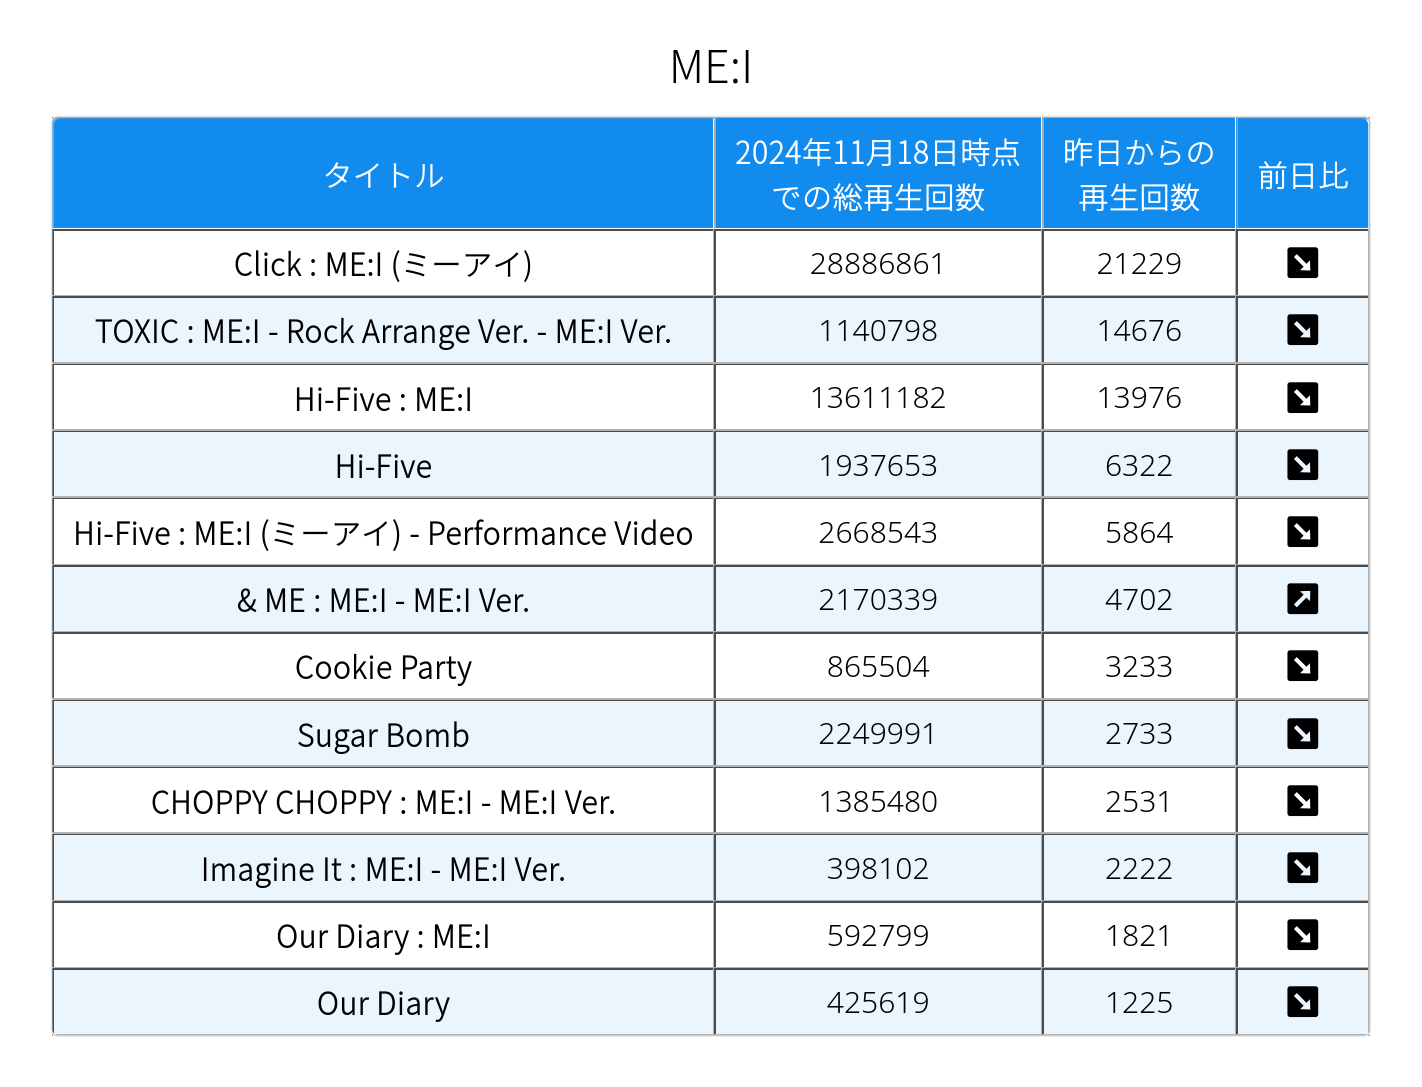 ME:I
タイトル
2024年11月18日時点
での総再生回数
昨日からの
再生回数
前日比
Click : ME:I (ミーアイ) 28886861 21229 ↘
TOXIC : ME:I - Rock Arrange Ver. - ME:I Ver. 1140798 14676 ↘
Hi-Five : ME:I 13611182 13976 ↘
Hi-Five 1937653 6322 ↘
Hi-Five : ME:I (ミーアイ) - Performance Video 2668543 5864 ↘
& ME : ME:I - ME:I Ver. 2170339 4702 ↗
Cookie Party 865504 3233 ↘
Sugar Bomb 2249991 2733 ↘
CHOPPY CHOPPY : ME:I - ME:I Ver. 1385480 2531 ↘
Imagine It : ME:I - ME:I Ver. 398102 2222 ↘
Our Diary : ME:I 592799 1821 ↘
Our Diary 425619 1225 ↘